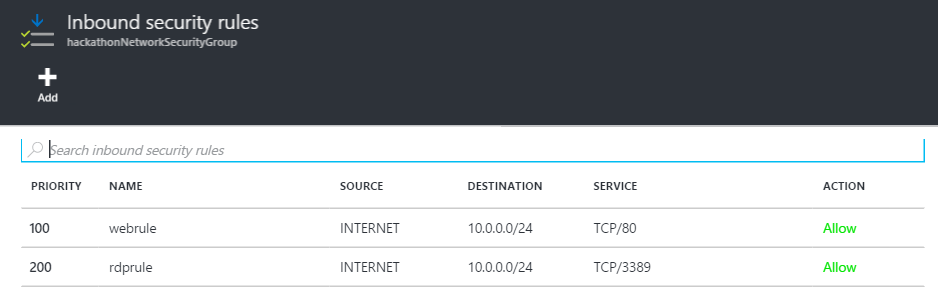 Inbound security rules
hackathonNetworkSecurityGroup
Add
Search inbound security rules
PRIORITY NAME SOURCE DESTINATION SERVICE ACTION
100 webrule INTERNET 10.0.0.0/24 TCP/80 Allow
200 rdprule INTERNET 10.0.0.0/24 TCP/3389 Allow